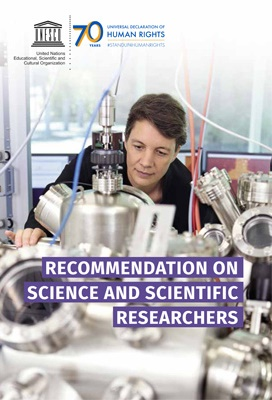 United Nations
Educational, Scientific and
Cultural Organization
70
YEARS
UNIVERSAL DECLARATION OF
HUMAN RIGHTS
#STANDUP4HUMANRIGHTS
RECOMMENDATION ON
SCIENCE AND SCIENTIFIC
RESEARCHERS